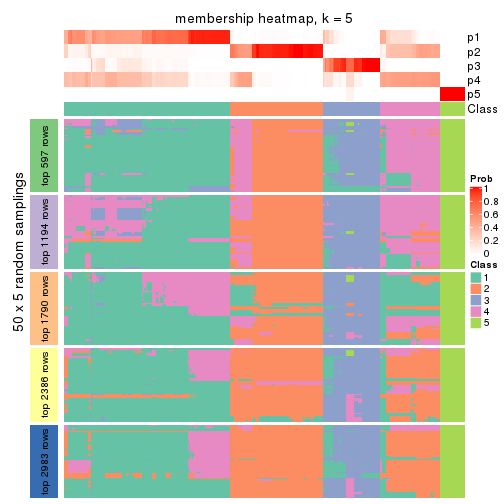 membership heatmap, k = 5
p1
p2
p3
p4
p5
Class
50 x 5 random samplings
top 597 rows
top 1194 rows
top 1790 rows
top 2386 rows
top 2983 rows
Prob
1
0.8
0.6
0.4
0.2
0
Class
1
2
3
4
5